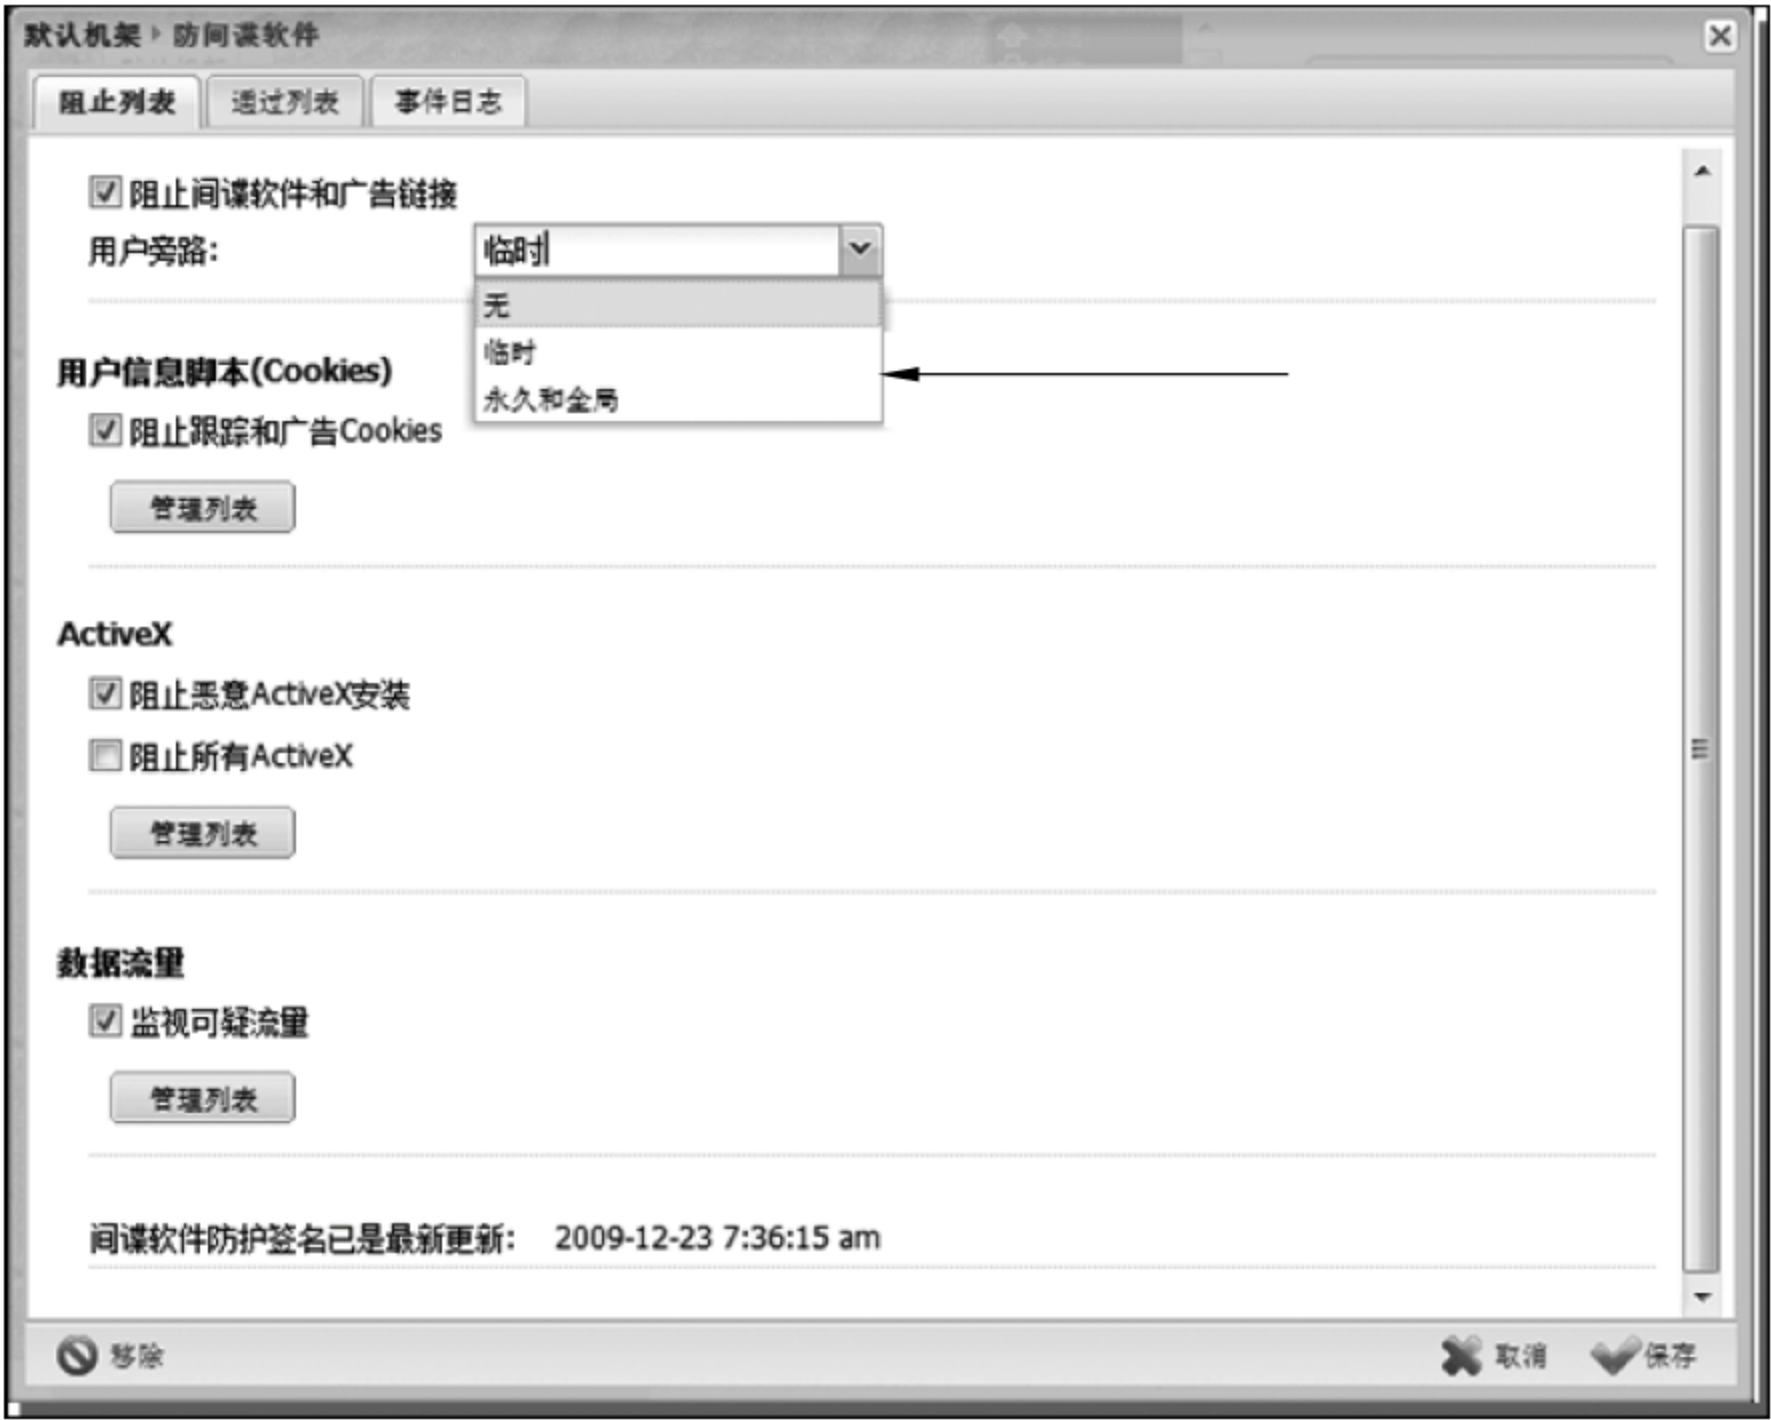 默认机架 防间谍软件
阻止列表 通过列表 事件日志
阻止间谍软件和广告链接
用户旁路: 临时
无
临时
永久和全局
用户信息脚本(Cookies)
阻止跟踪和广告Cookies
管理列表
ActiveX
阻止恶意ActiveX安装
阻止所有ActiveX
管理列表
数据流量
监视可疑流量
管理列表
间谍软件防护签名已是最新更新: 2009-12-23 7:36:15 am
移除 取消 保存